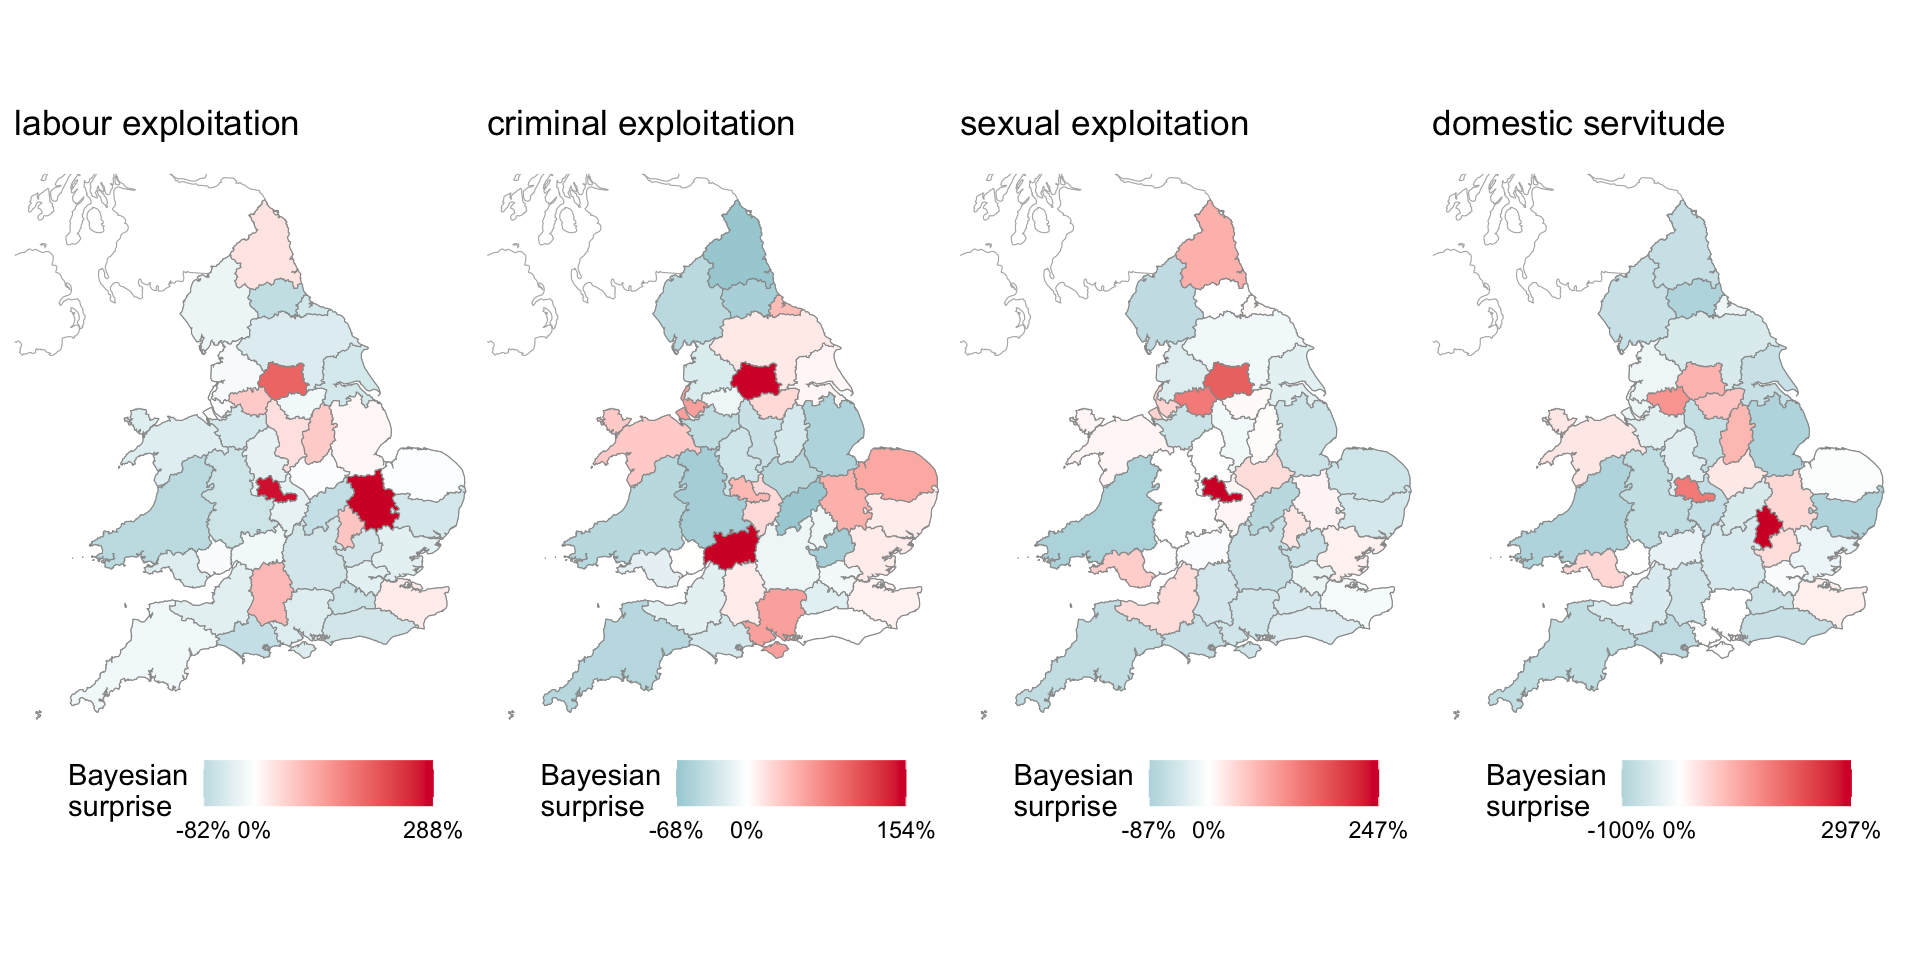 labour exploitation
criminal exploitation
sexual exploitation
domestic servitude
Bayesian
surprise
-82% 0% 288%
Bayesian
surprise
-68% 0% 154%
Bayesian
surprise
-87% 0% 247%
Bayesian
surprise
-100% 0% 297%